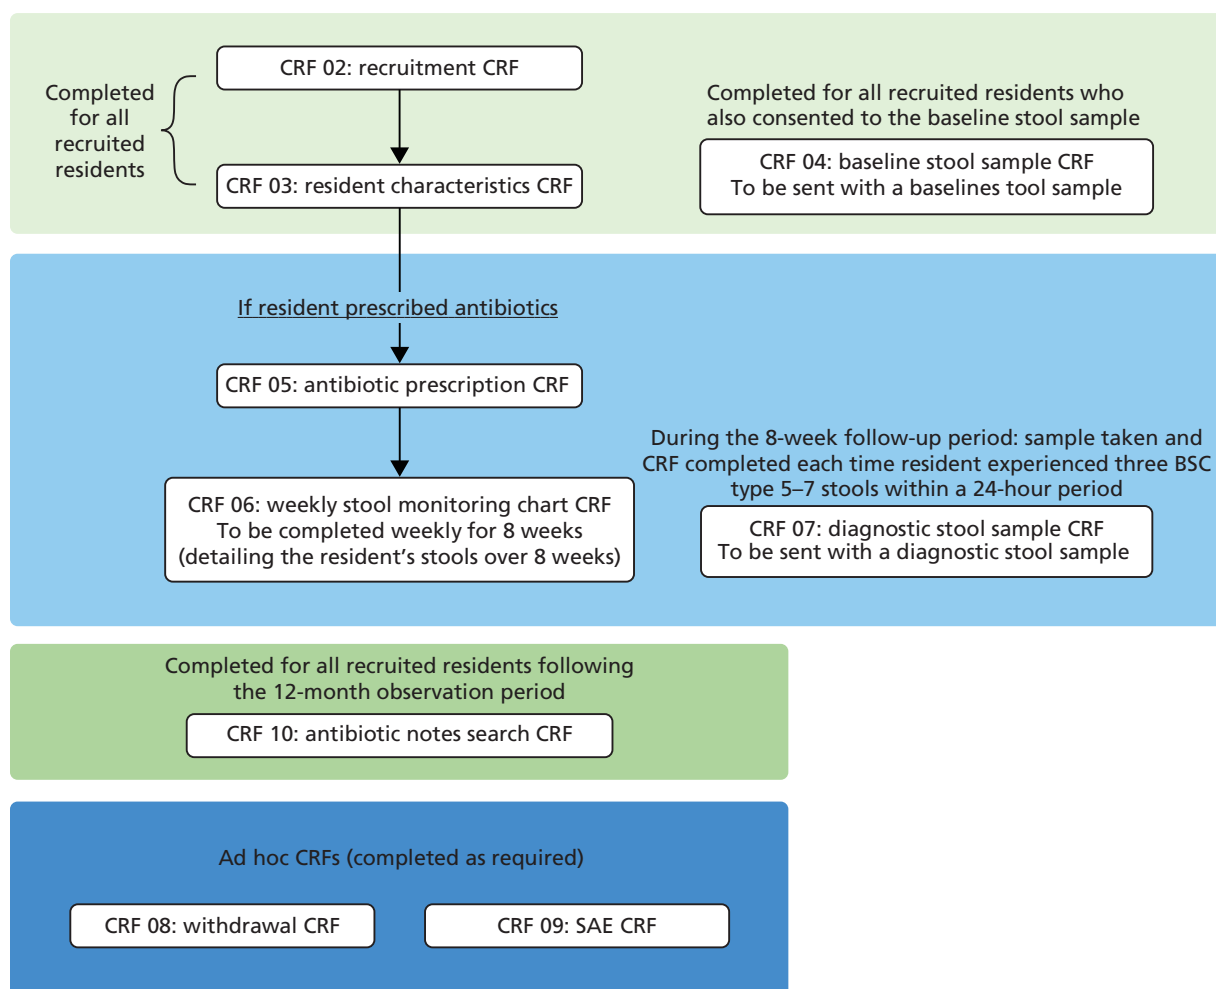 CRF 02: recruitment CRF
Completed
for all
recruited
residents
CRF 03: resident characteristics CRF
Completed for all recruited residents who
also consented to the baseline stool sample
CRF 04: baseline stool sample CRF
To be sent with a baselines tool sample
If resident prescribed antibiotics
CRF 05: antibiotic prescription CRF
CRF 06: weekly stool monitoring chart CRF
To be completed weekly for 8 weeks
(detailing the resident’s stools over 8 weeks)
During the 8-week follow-up period: sample taken and
CRF completed each time resident experienced three BSC
type 5–7 stools within a 24-hour period
CRF 07: diagnostic stool sample CRF
To be sent with a diagnostic stool sample
Completed for all recruited residents following
the 12-month observation period
CRF 10: antibiotic notes search CRF
Ad hoc CRFs (completed as required)
CRF 08: withdrawal CRF
CRF 09: SAE CRF